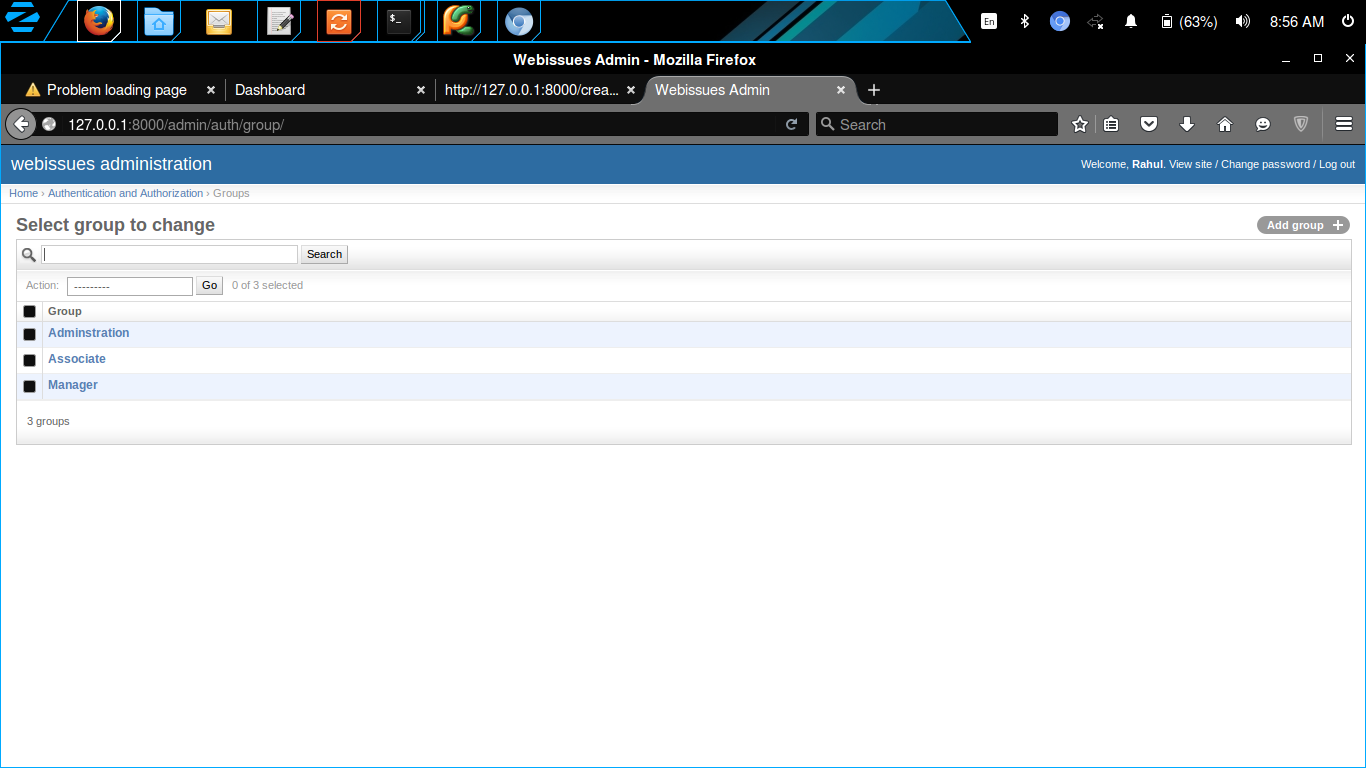 $_
En
(63%)
8:56 AM
Webissues Admin - Mozilla Firefox
Problem loading page
Dashboard
http://127.0.0.1:8000/crea...
Webissues Admin
127.0.0.1:8000/admin/auth/group/
Search
webissues administration
Welcome, Rahul. View site / Change password / Log out
Home › Authentication and Authorization › Groups
Select group to change
Add group +
Search
Action:
---------
Go
0 of 3 selected
Group
Adminstration
Associate
Manager
3 groups